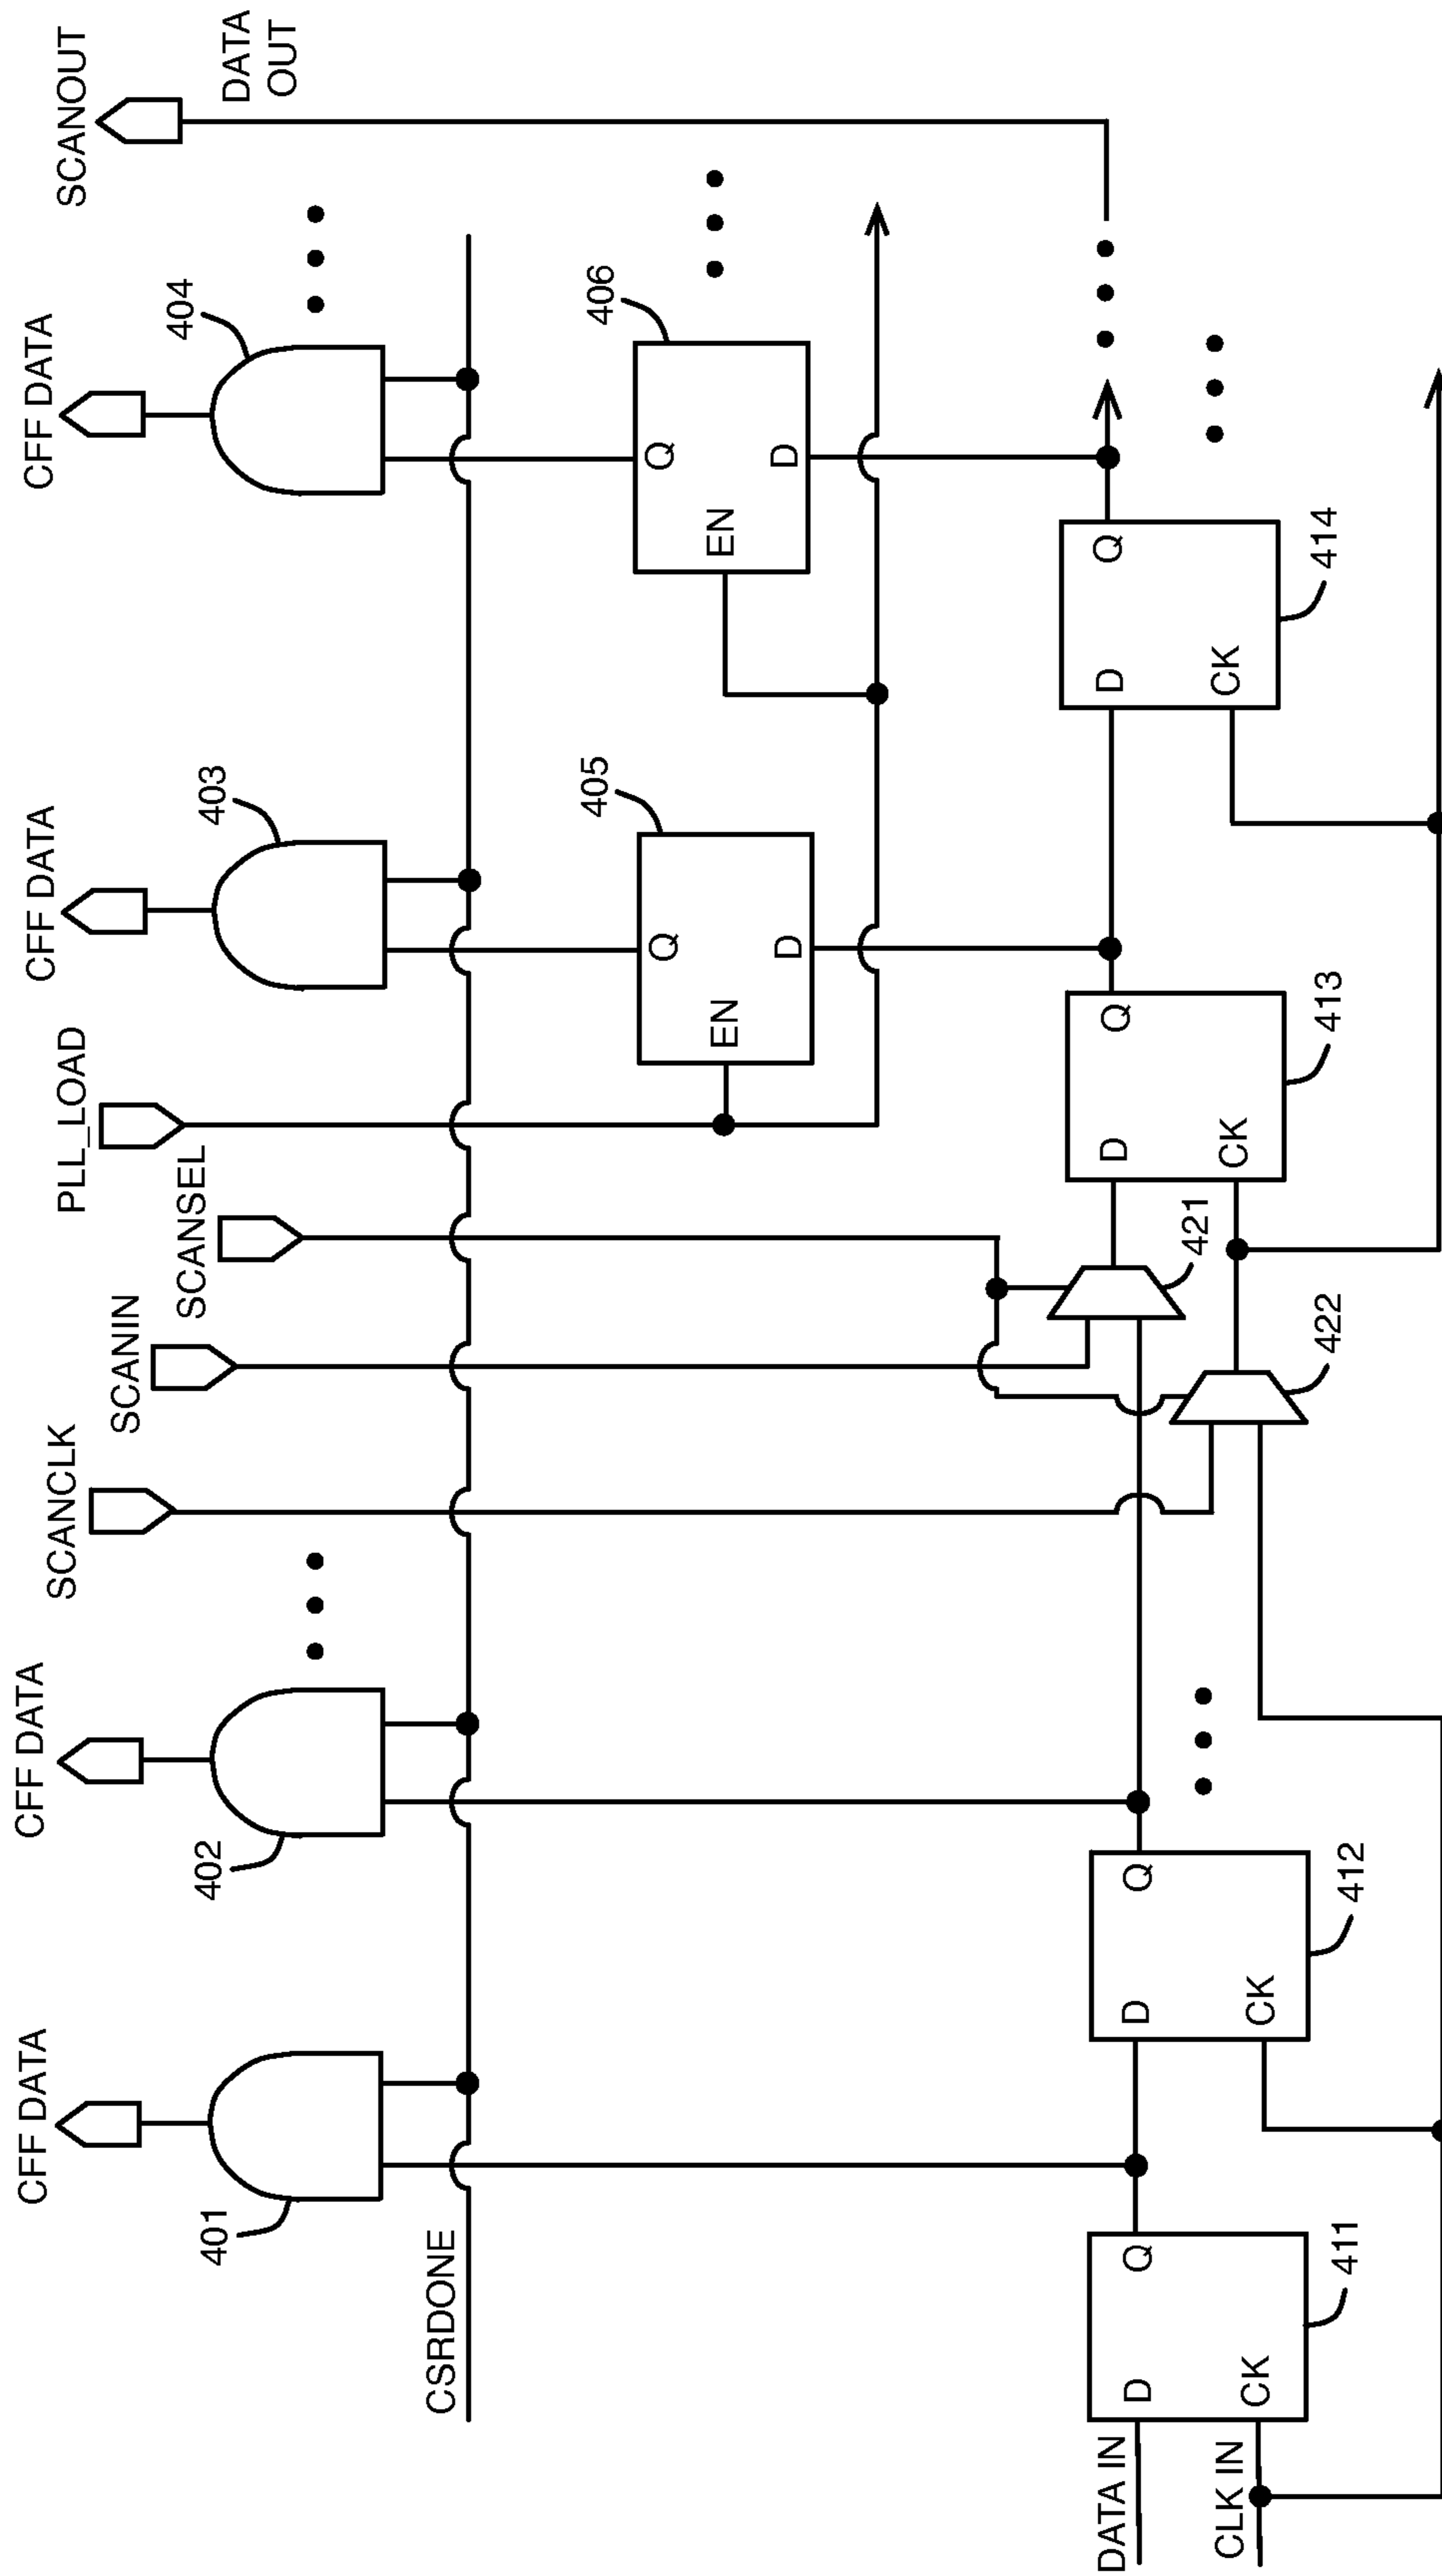 CFF DATA
CFF DATA
SCANCLK
SCANIN
SCANSEL
PLL_LOAD
CFF DATA
CFF DATA
SCANOUT
DATA
OUT
401
402
403
404
CSRDONE
405
Q
EN
D
406
Q
EN
D
DATA IN
CLK IN
D
Q
CK
411
D
Q
CK
412
421
422
D
Q
CK
413
D
Q
CK
414